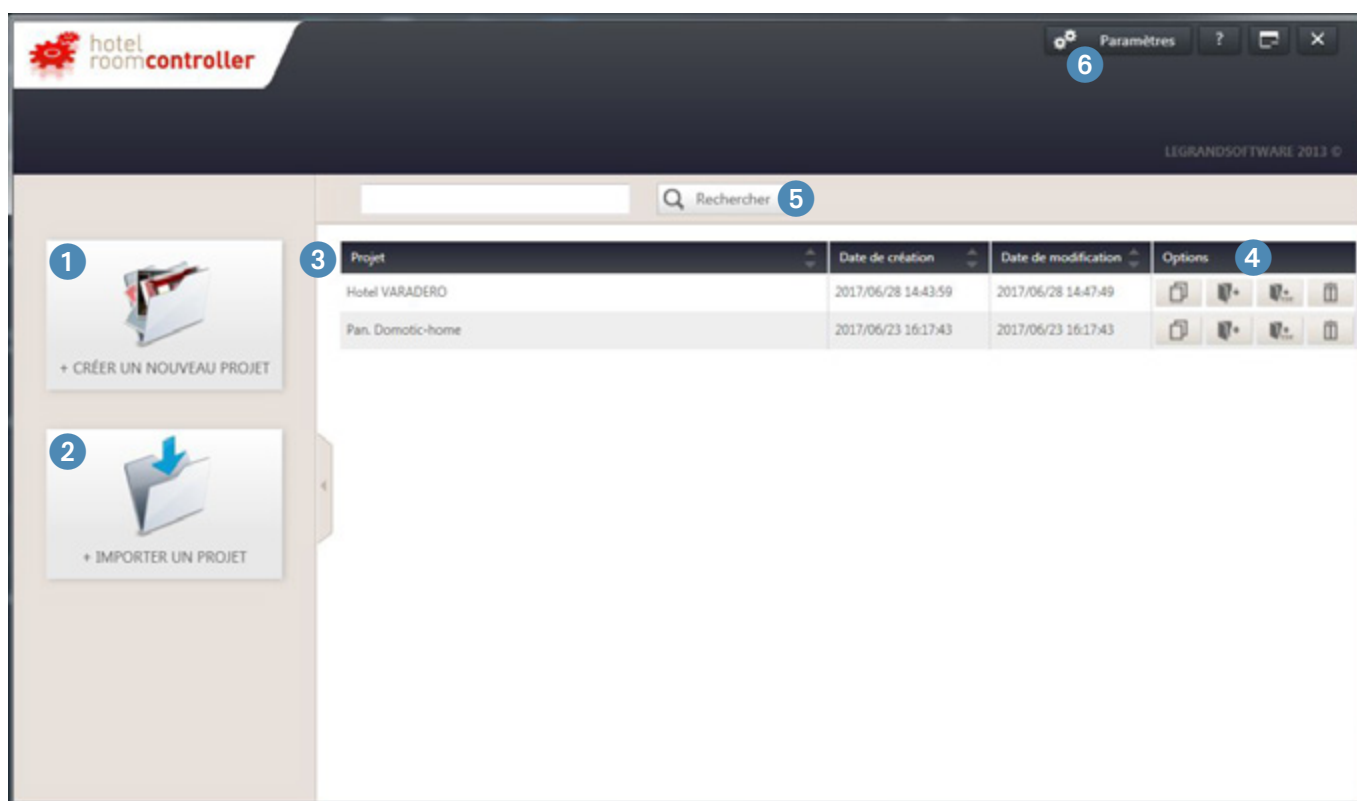 hotel
roomcontroller
Paramètres ?
6
LEGRANDSOFTWARE 2013 ©
Rechercher 5
1
+ CRÉER UN NOUVEAU PROJET
2
+ IMPORTER UN PROJET
3 Projet Date de création Date de modification Options 4
Hotel VARADERO 2017/06/28 14:43:59 2017/06/28 14:47:49
Pan. Domotic-home 2017/06/23 16:17:43 2017/06/23 16:17:43